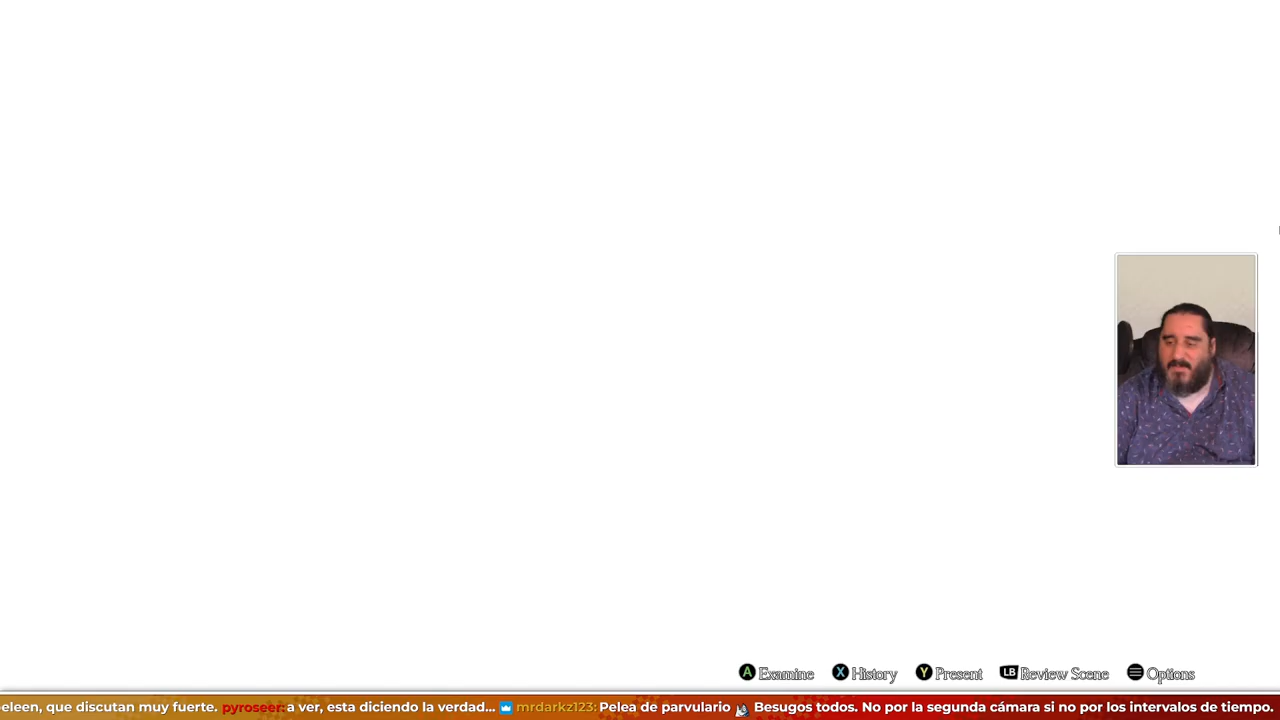 A Examine X History Y Present LB Review Scene Options
eleen, que discutan muy fuerte. pyroseer: a ver, esta diciendo la verdad... mrdarkz123: Pelea de parvulario Besugos todos. No por la segunda cámara si no por los intervalos de tiempo.